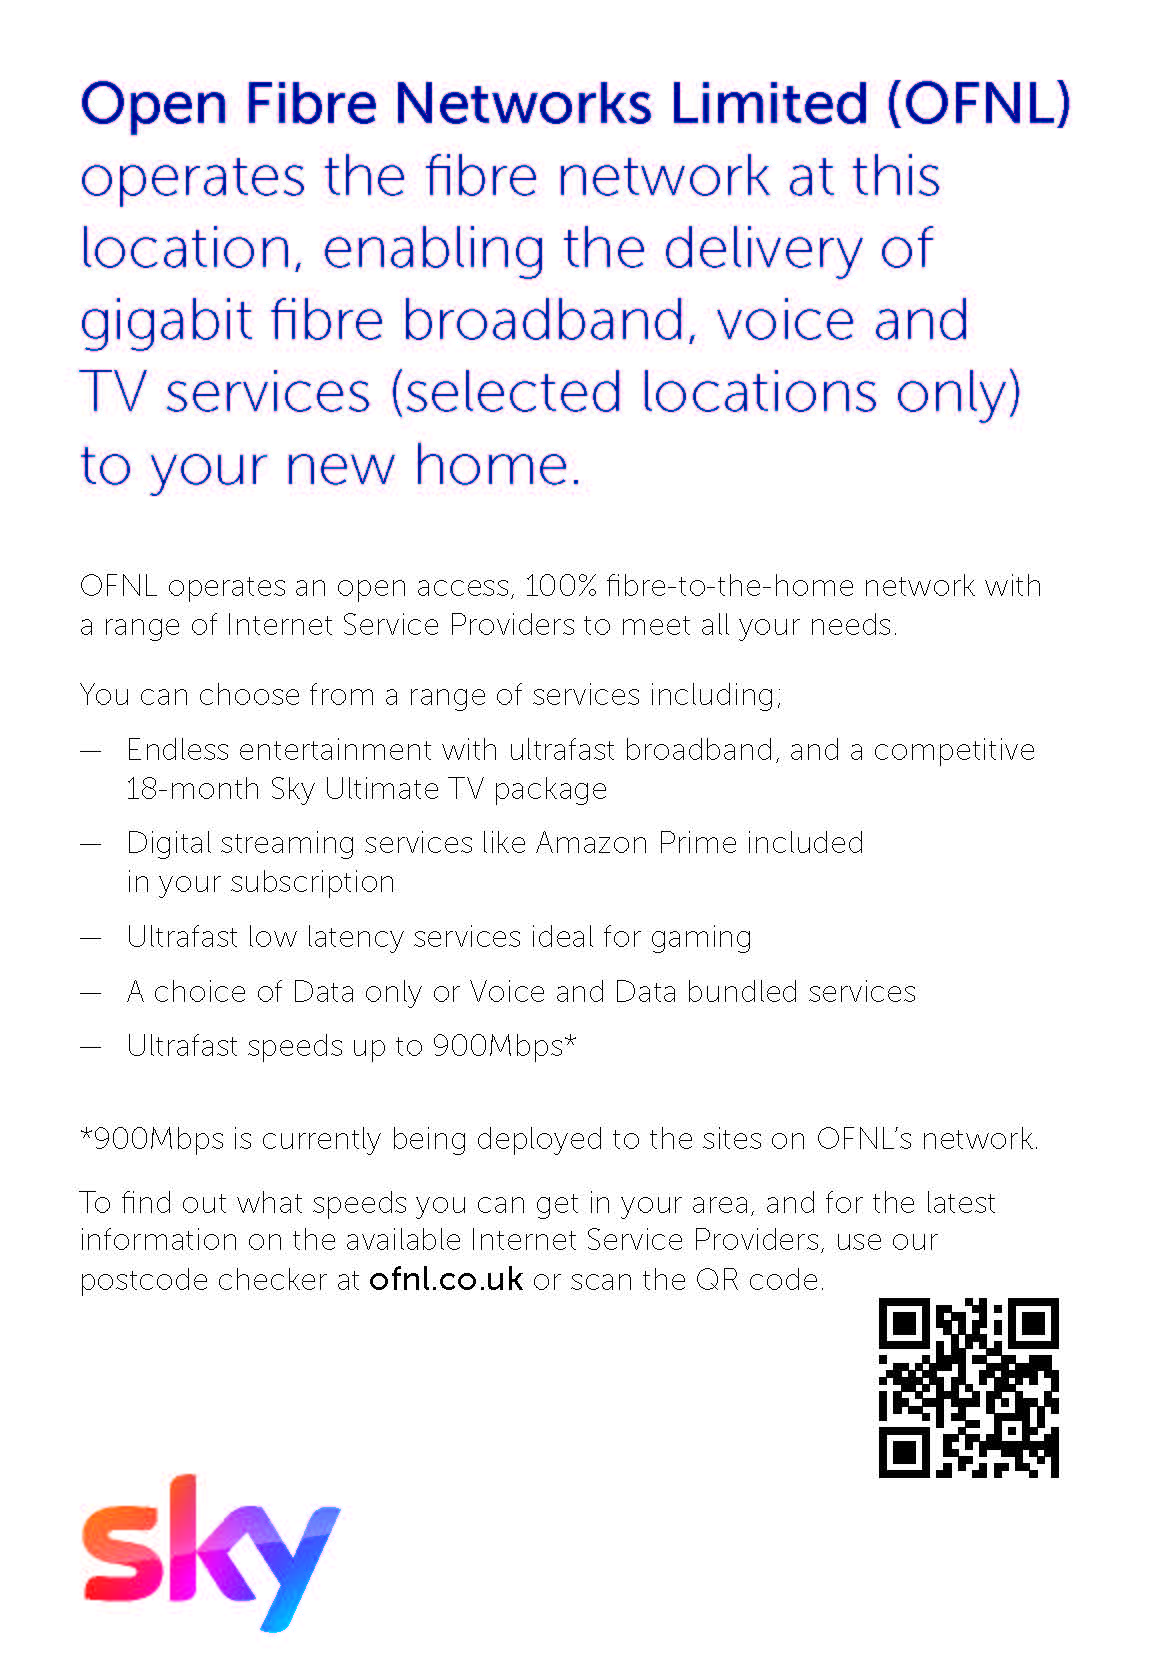 Open Fibre Networks Limited (OFNL)
operates the fibre network at this
location, enabling the delivery of
gigabit fibre broadband, voice and
TV services (selected locations only)
to your new home.
OFNL operates an open access, 100% fibre-to-the-home network with
a range of Internet Service Providers to meet all your needs.
You can choose from a range of services including;
— Endless entertainment with ultrafast broadband, and a competitive
18-month Sky Ultimate TV package
— Digital streaming services like Amazon Prime included
in your subscription
— Ultrafast low latency services ideal for gaming
— A choice of Data only or Voice and Data bundled services
— Ultrafast speeds up to 900Mbps*
*900Mbps is currently being deployed to the sites on OFNL’s network.
To find out what speeds you can get in your area, and for the latest
information on the available Internet Service Providers, use our
postcode checker at ofnl.co.uk or scan the QR code.
sky